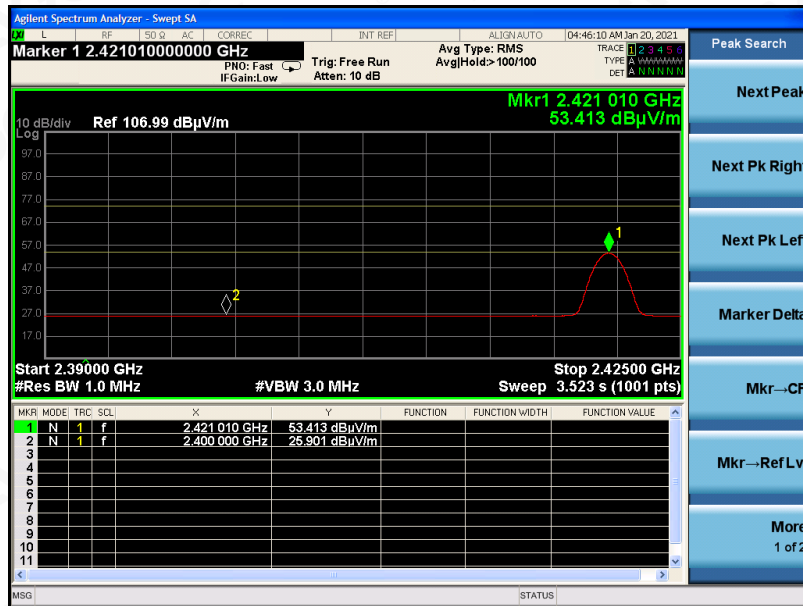 Agilent Spectrum Analyzer - Swept SA
LXI L RF 50 Ω AC CORREC INT REF ALIGN AUTO 04:46:10 AM Jan 20, 2021
Marker 1 2.421010000000 GHz
PNO: Fast
IFGain:Low
Trig: Free Run
Atten: 10 dB
Avg Type: RMS
Avg|Hold:>100/100
TRACE 1 2 3 4 5 6
TYPE A WWWWW
DET A N N N N N
Peak Search
Next Peak
Next Pk Righ
Next Pk Lef
Marker Delta
Mkr→CF
Mkr→Ref Lv
More
1 of 2
Mkr1 2.421 010 GHz
53.413 dBµV/m
10 dB/div Ref 106.99 dBµV/m
Log
97.0
87.0
77.0
67.0
57.0
47.0
37.0
27.0
17.0
1
2
Start 2.39000 GHz Stop 2.42500 GHz
#Res BW 1.0 MHz #VBW 3.0 MHz Sweep 3.523 s (1001 pts)
MKR MODE TRC SCL X Y FUNCTION FUNCTION WIDTH FUNCTION VALUE
1 N 1 f 2.421 010 GHz 53.413 dBµV/m
2 N 1 f 2.400 000 GHz 25.901 dBµV/m
3
4
5
6
7
8
9
10
11
MSG STATUS